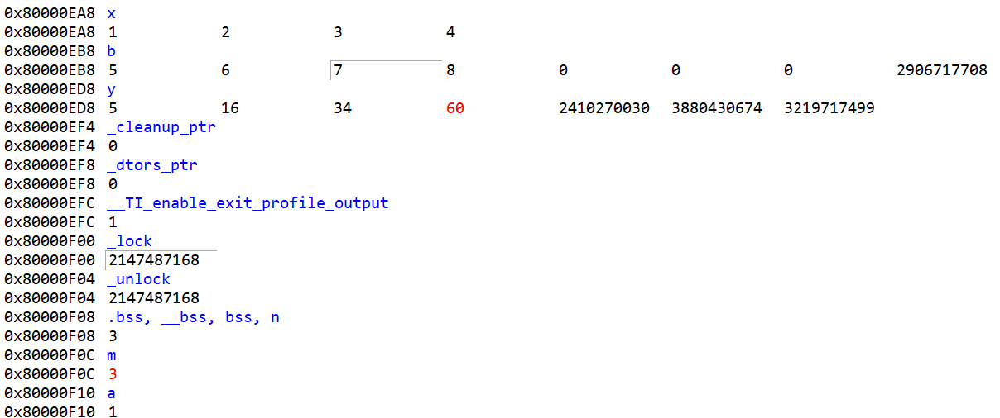 0x80000EA8 x
0x80000EA8 1 2 3 4
0x80000EB8 b
0x80000EB8 5 6 7 8 0 0 0 2906717708
0x80000ED8 y
0x80000ED8 5 16 34 60 2410270030 3880430674 3219717499
0x80000EF4 _cleanup_ptr
0x80000EF4 0
0x80000EF8 _dtors_ptr
0x80000EF8 0
0x80000EFC __TI_enable_exit_profile_output
0x80000EFC 1
0x80000F00 _lock
0x80000F00 2147487168
0x80000F04 _unlock
0x80000F04 2147487168
0x80000F08 .bss, __bss, bss, n
0x80000F08 3
0x80000F0C m
0x80000F0C 3
0x80000F10 a
0x80000F10 1